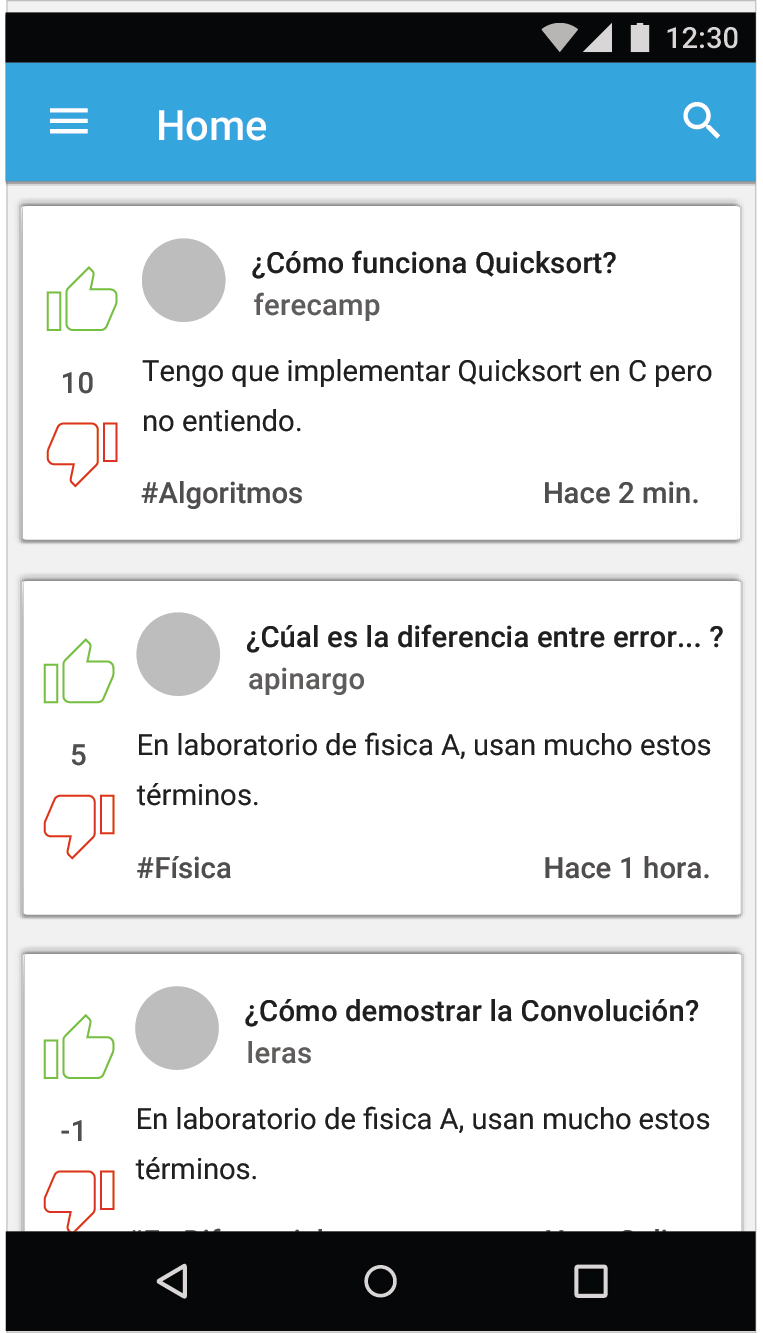 12:30
Home
¿Cómo funciona Quicksort?
ferecamp
10
Tengo que implementar Quicksort en C pero
no entiendo.
#Algoritmos Hace 2 min.
¿Cúal es la diferencia entre error... ?
apinargo
5
En laboratorio de fisica A, usan mucho estos
términos.
#Física Hace 1 hora.
¿Cómo demostrar la Convolución?
leras
-1
En laboratorio de fisica A, usan mucho estos
términos.